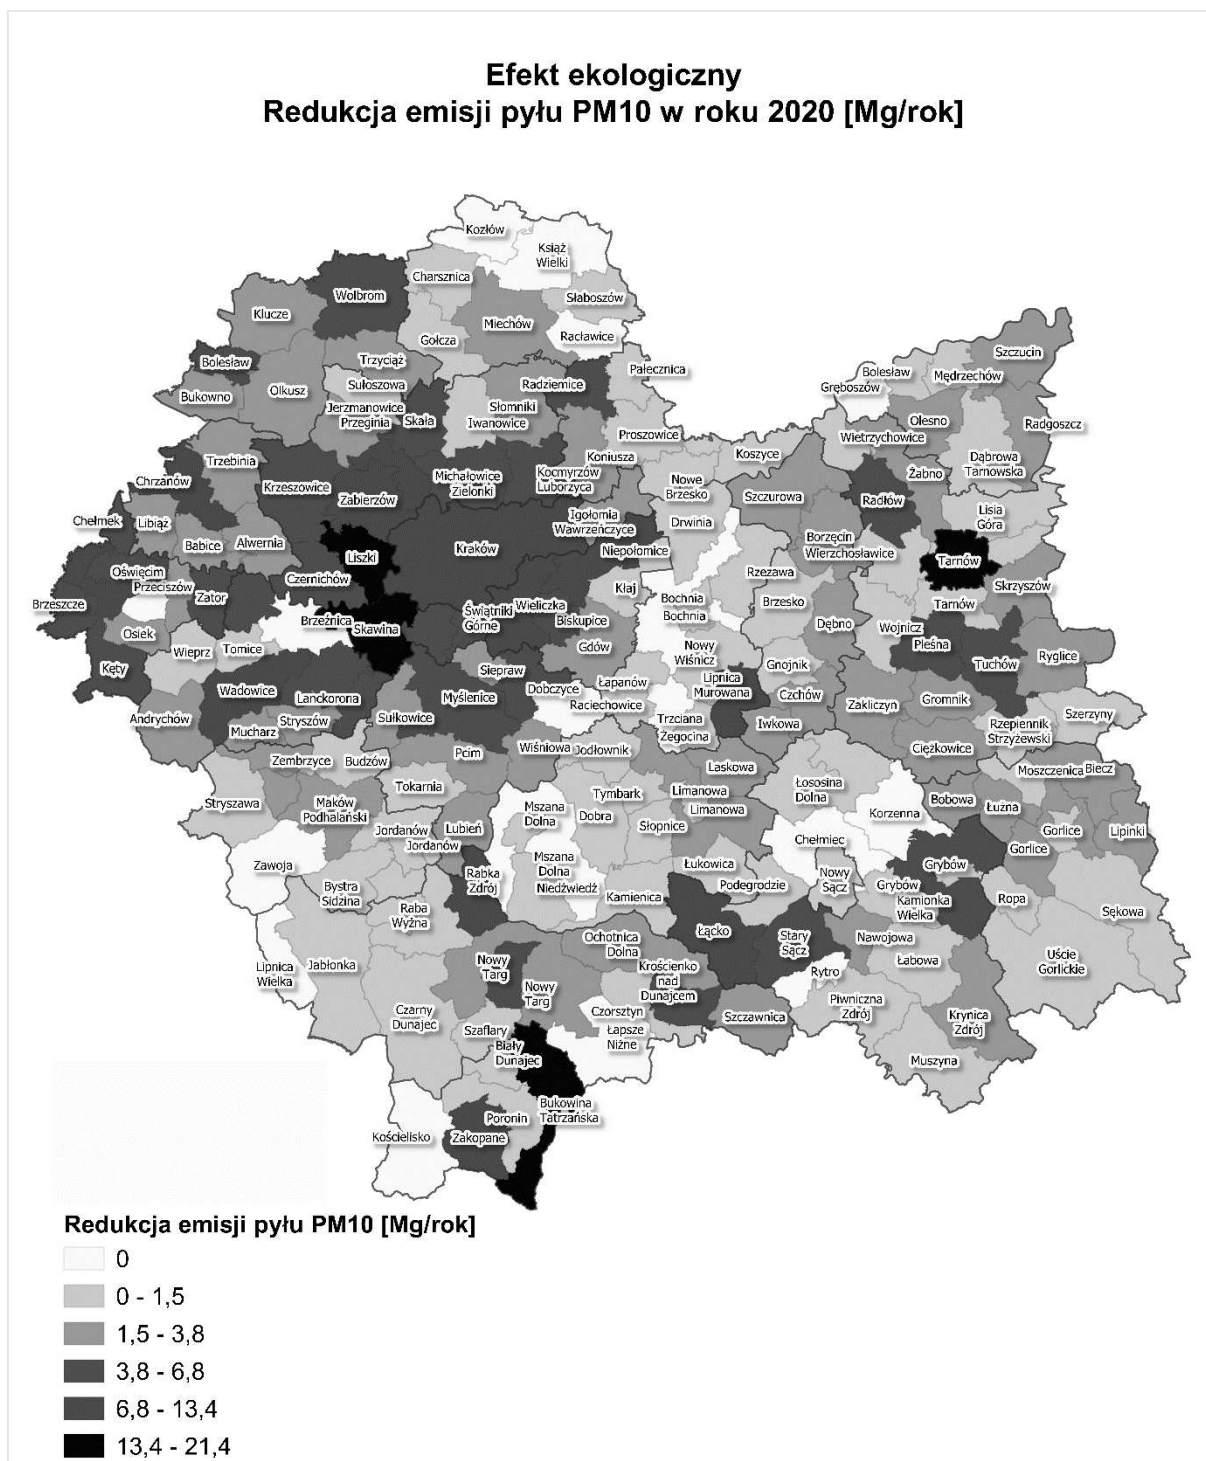 Efekt ekologiczny
Redukcja emisji pyłu PM10 w roku 2020 [Mg/rok]
Kozłów
Książ
Wielki
Charsznica
Wolbrom
Słaboszów
Klucze
Miechów
Racławice
Gołcza
Szczucin
Bolesław
Trzyciąż
Pałecznica
Bolesław
Mędrzechów
Gręboszów
Sułoszowa
Radziemice
Olkusz
Bukowno
Jerzmanowice
Przeginia
Skała
Słomniki
Iwanowice
Olesno
Radgoszcz
Proszowice
Wietrzychowice
Koszyce
Dąbrowa
Tarnowska
Trzebinia
Koniusza
Żabno
Chrzanów
Krzeszowice
Michałowice
Zielonki
Kocmyrzów
Luborzyca
Nowe
Brzesko
Zabierzów
Szczurowa
Radłów
Lisia
Góra
Chełmek
Libiąż
Igołomia
Wawrzeńczyce
Drwinia
Borzęcin
Wierzchosławice
Babice
Alwernia
Liszki
Kraków
Niepołomice
Tarnów
Oświęcim
Przeciszów
Czernichów
Rzezawa
Skrzyszów
Kłaj
Brzeszcze
Zator
Bochnia
Bochnia
Brzesko
Tarnów
Świątniki
Górne
Wieliczka
Biskupice
Brzeźnica
Skawina
Osiek
Dębno
Wojnicz
Wieprz
Tomice
Gdów
Nowy
Wiśnicz
Pleśna
Tuchów
Ryglice
Kęty
Siepraw
Gnojnik
Lipnica
Murowana
Wadowice
Lanckorona
Myślenice
Dobczyce
Łapanów
Czchów
Raciechowice
Zakliczyn
Gromnik
Andrychów
Stryszów
Sułkowice
Mucharz
Trzciana
Żegocina
Iwkowa
Szerzyny
Rzepiennik
Strzyżewski
Wiśniowa
Jodłownik
Ciężkowice
Pcim
Zembrzyce
Budzów
Laskowa
Moszczenica
Biecz
Tokarnia
Łososina
Dolna
Stryszawa
Maków
Podhalański
Tymbark
Limanowa
Bobowa
Łużna
Mszana
Dolna
Dobra
Limanowa
Korzenna
Jordanów
Jordanów
Lubień
Słopnice
Chełmiec
Gorlice
Lipinki
Gorlice
Zawoja
Mszana
Dolna
Łukowica
Grybów
Rabka
Zdrój
Niedźwiedź
Nowy
Sącz
Podegrodzie
Grybów
Bystra
Sidzina
Kamienica
Kamionka
Wielka
Ropa
Raba
Wyżna
Sękowa
Łącko
Stary
Sącz
Ochotnica
Dolna
Nawojowa
Uście
Gorlickie
Lipnica
Wielka
Jabłonka
Nowy
Targ
Krościenko
nad
Dunajcem
Łabowa
Rytro
Nowy
Targ
Czarny
Dunajec
Czorsztyn
Szczawnica
Piwniczna
Zdrój
Krynica
Zdrój
Szaflary
Łapsze
Niżne
Biały
Dunajec
Muszyna
Bukowina
Tatrzańska
Poronin
Kościelisko
Zakopane
Redukcja emisji pyłu PM10 [Mg/rok]
0
0 - 1,5
1,5 - 3,8
3,8 - 6,8
6,8 - 13,4
13,4 - 21,4